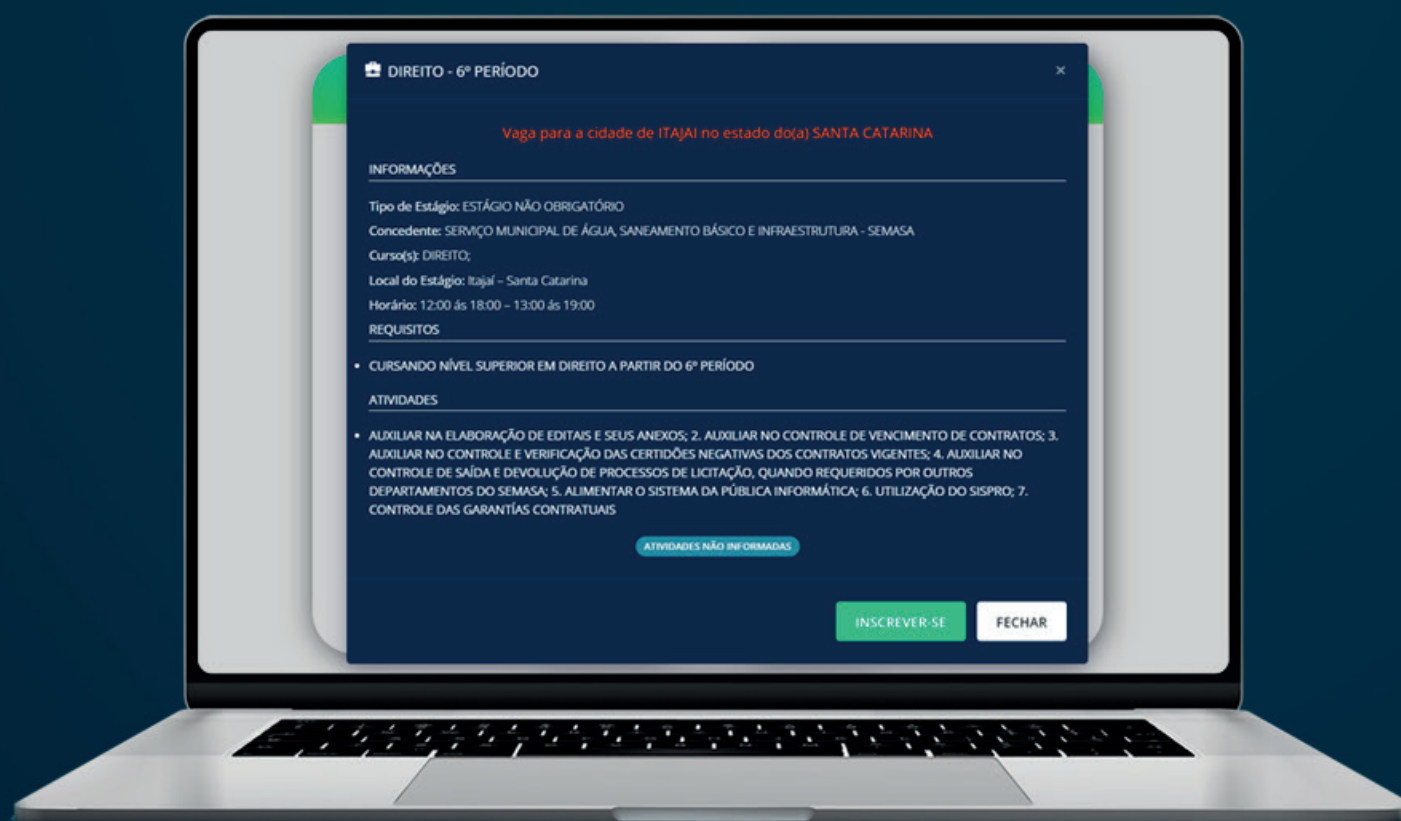 DIREITO - 6º PERÍODO
×
Vaga para a cidade de ITAJAI no estado do(a) SANTA CATARINA
INFORMAÇÕES
Tipo de Estágio: ESTÁGIO NÃO OBRIGATÓRIO
Concedente: SERVIÇO MUNICIPAL DE ÁGUA, SANEAMENTO BÁSICO E INFRAESTRUTURA - SEMASA
Curso(s): DIREITO;
Local do Estágio: Itajaí – Santa Catarina
Horário: 12:00 ás 18:00 – 13:00 ás 19:00
REQUISITOS
• CURSANDO NÍVEL SUPERIOR EM DIREITO A PARTIR DO 6º PERÍODO
ATIVIDADES
• AUXILIAR NA ELABORAÇÃO DE EDITAIS E SEUS ANEXOS; 2. AUXILIAR NO CONTROLE DE VENCIMENTO DE CONTRATOS; 3.
AUXILIAR NO CONTROLE E VERIFICAÇÃO DAS CERTIDÕES NEGATIVAS DOS CONTRATOS VIGENTES; 4. AUXILIAR NO
CONTROLE DE SAÍDA E DEVOLUÇÃO DE PROCESSOS DE LICITAÇÃO, QUANDO REQUERIDOS POR OUTROS
DEPARTAMENTOS DO SEMASA; 5. ALIMENTAR O SISTEMA DA PÚBLICA INFORMÁTICA; 6. UTILIZAÇÃO DO SISPRO; 7.
CONTROLE DAS GARANTÍAS CONTRATUAIS
ATIVIDADES NÃO INFORMADAS
INSCREVER-SE
FECHAR